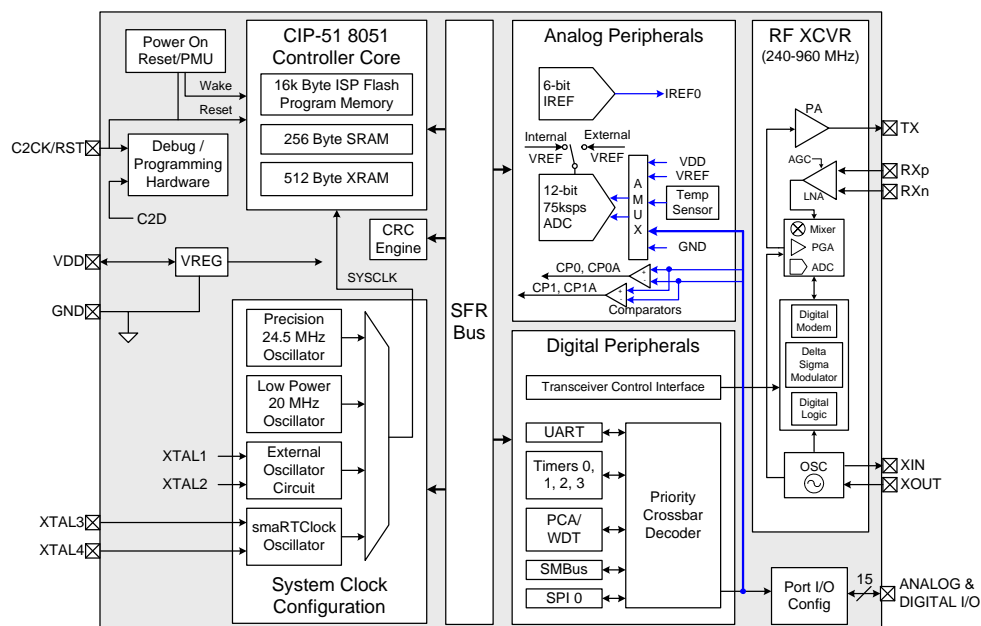 Power On
Reset/PMU
Wake
Reset
C2CK/RST
Debug /
Programming
Hardware
C2D
VDD
VREG
GND
CIP-51 8051
Controller Core
16k Byte ISP Flash
Program Memory
256 Byte SRAM
512 Byte XRAM
CRC
Engine
SYSCLK
Precision
24.5 MHz
Oscillator
Low Power
20 MHz
Oscillator
XTAL1
XTAL2
External
Oscillator
Circuit
XTAL3
XTAL4
smaRTClock
Oscillator
System Clock
Configuration
SFR
Bus
Analog Peripherals
6-bit
IREF
IREF0
Internal
External
VREF
VREF
12-bit
75ksps
ADC
A
M
U
X
VDD
VREF
Temp
Sensor
GND
CP0, CP0A
CP1, CP1A
+
-
+
-
Comparators
Digital Peripherals
Transceiver Control Interface
UART
Timers 0,
1, 2, 3
PCA/
WDT
SMBus
SPI 0
Priority
Crossbar
Decoder
RF XCVR
(240-960 MHz)
PA
TX
AGC
LNA
RXp
RXn
Mixer
PGA
ADC
Digital
Modem
Delta
Sigma
Modulator
Digital
Logic
OSC
XIN
XOUT
Port I/O
Config
15
ANALOG &
DIGITAL I/O